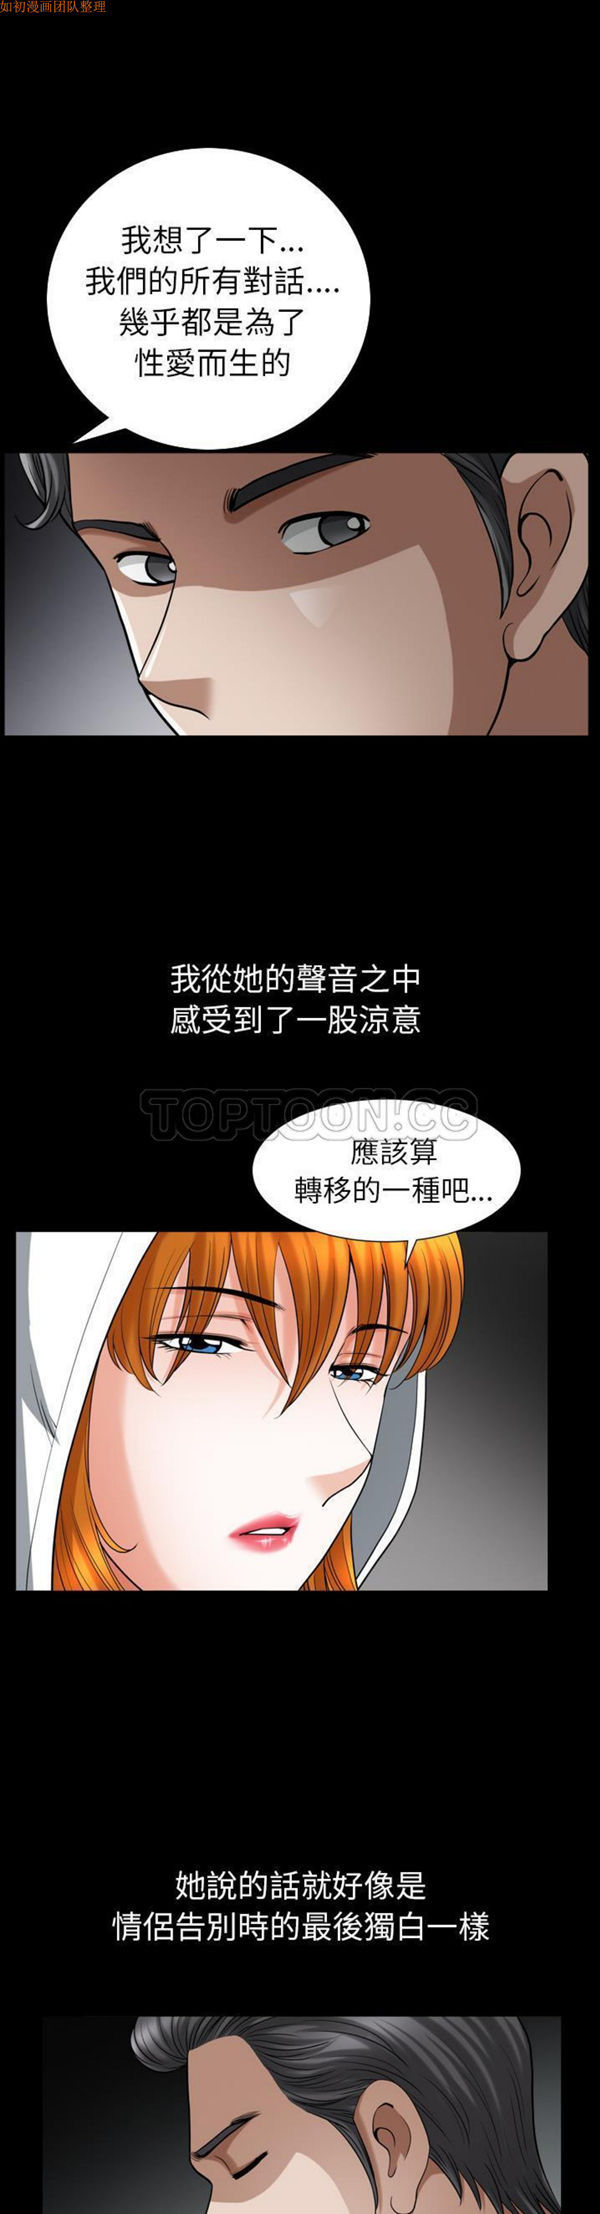 如初漫画团队整理
我想了一下...
我們的所有對話....
幾乎都是為了
性愛而生的
我從她的聲音之中
感受到了一股涼意
TOPTOON.CC
應該算
轉移的一種吧...
她說的話就好像是
情侶告別時的最後獨白一樣